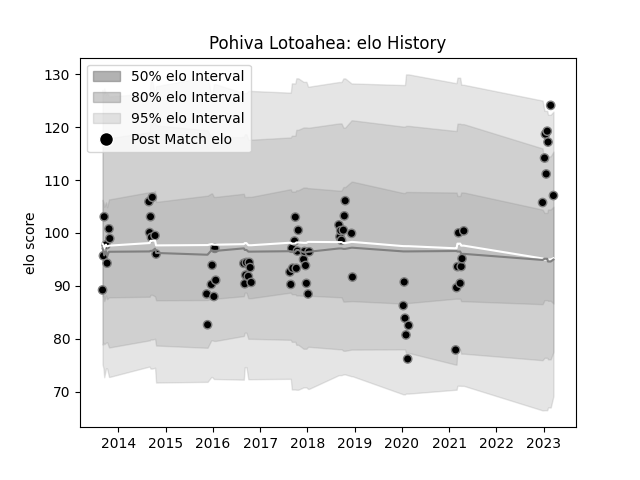 Pohiva Lotoahea: elo History
50% elo Interval
80% elo Interval
95% elo Interval
Post Match elo
elo score
130
120
110
100
90
80
70
2014 2015 2016 2017 2018 2019 2020 2021 2022 2023